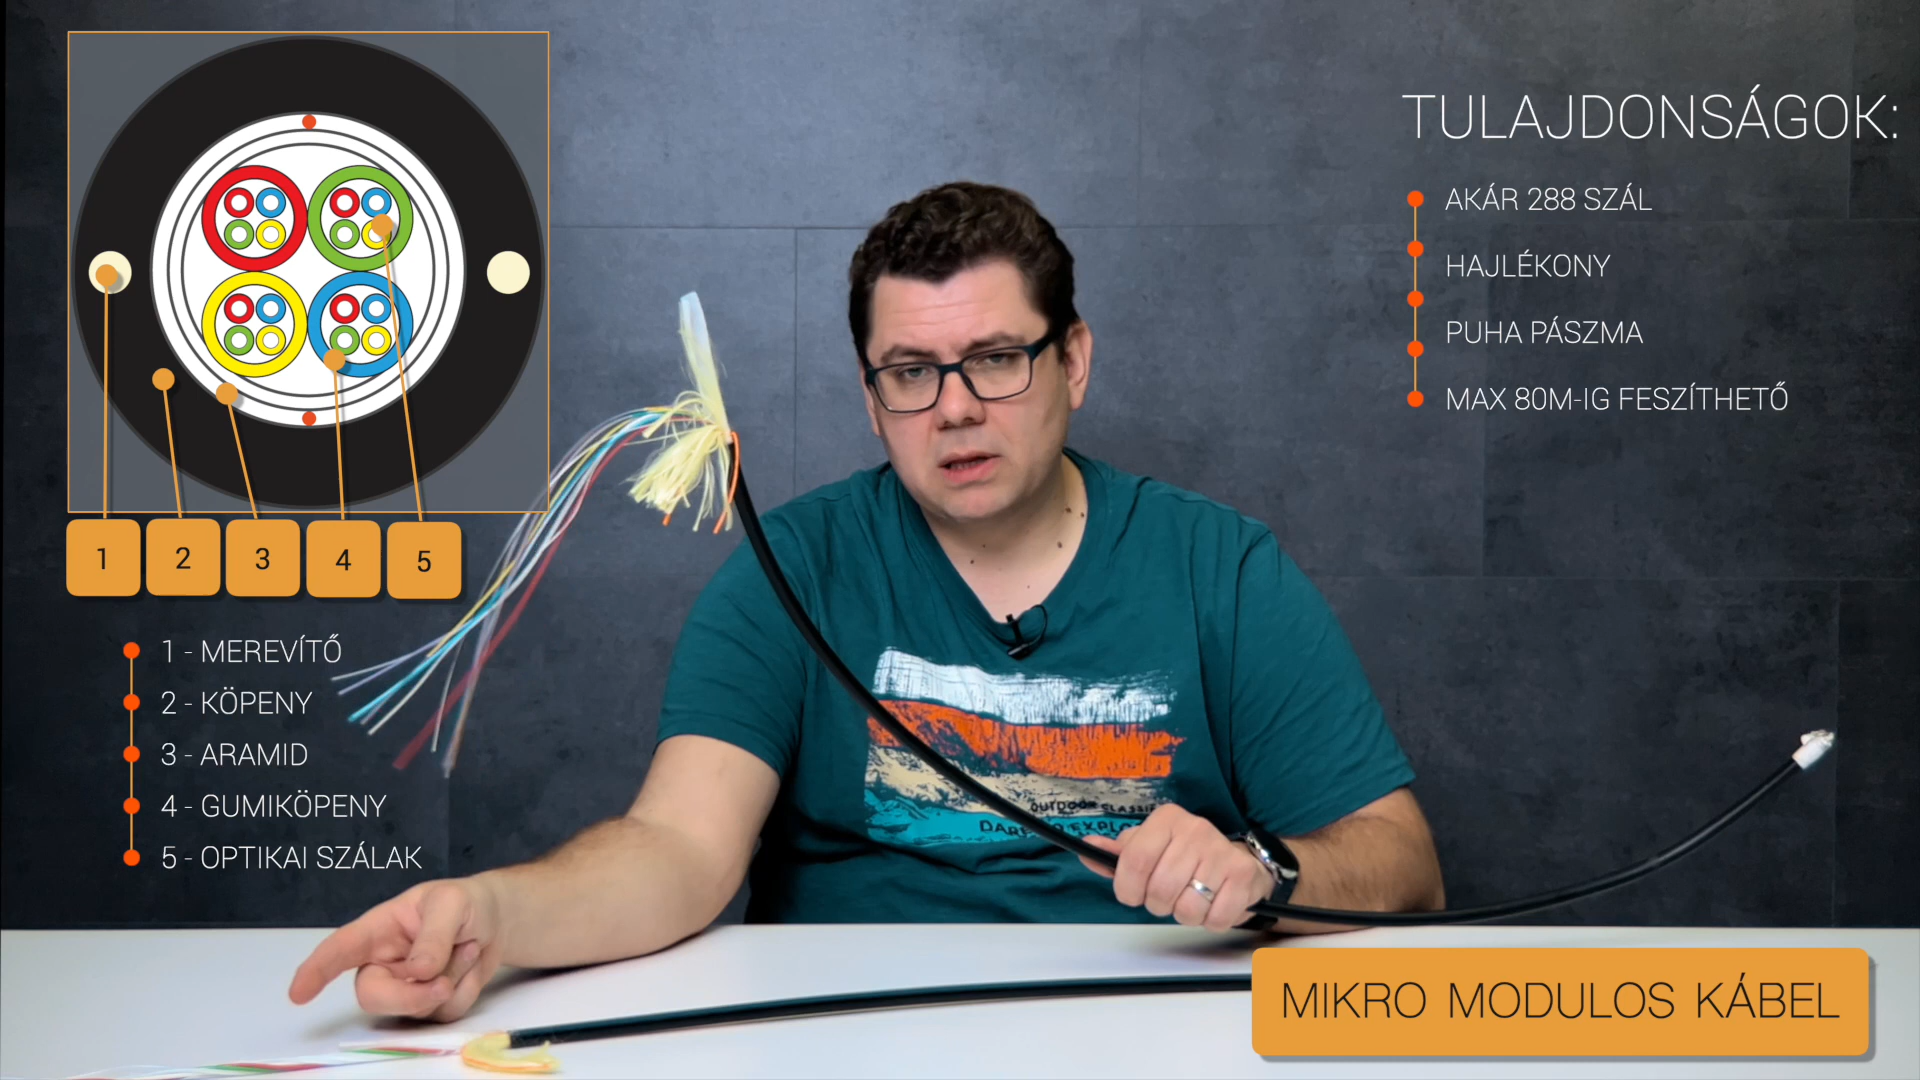 TULAJDONSÁGOK:
AKÁR 288 SZÁL
HAJLÉKONY
PUHA PÁSZMA
MAX 80M-IG FESZÍTHETŐ
1 2 3 4 5
1 - MEREVÍTŐ
2 - KÖPENY
3 - ARAMID
4 - GUMIKÖPENY
5 - OPTIKAI SZÁLAK
OUTDOOR
MIKRO MODULOS KÁBEL